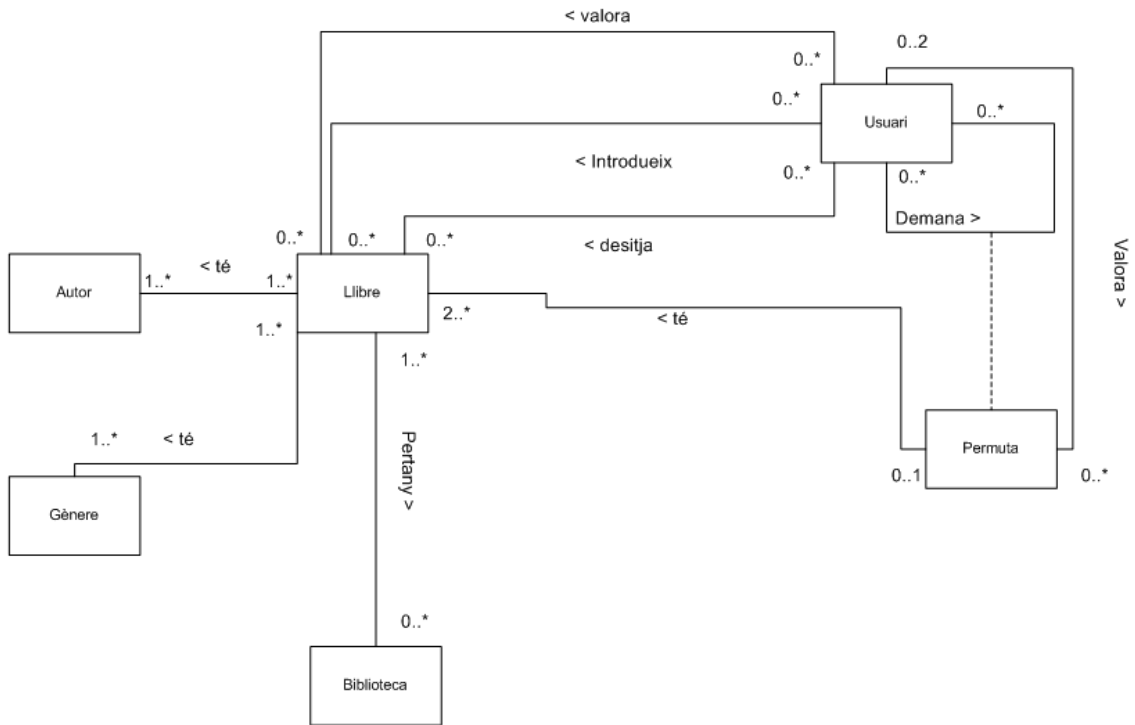 < valora
0..2
0..*
0..*
0..*
Usuari
< Introdueix
0..*
0..*
Demana >
0..*
0..*
0..*
< desitja
Valora >
< té
1..*
1..*
Autor
Llibre
2..*
< té
1..*
1..*
1..*
< té
Pertany >
Permuta
0..1
0..*
Gènere
0..*
Biblioteca